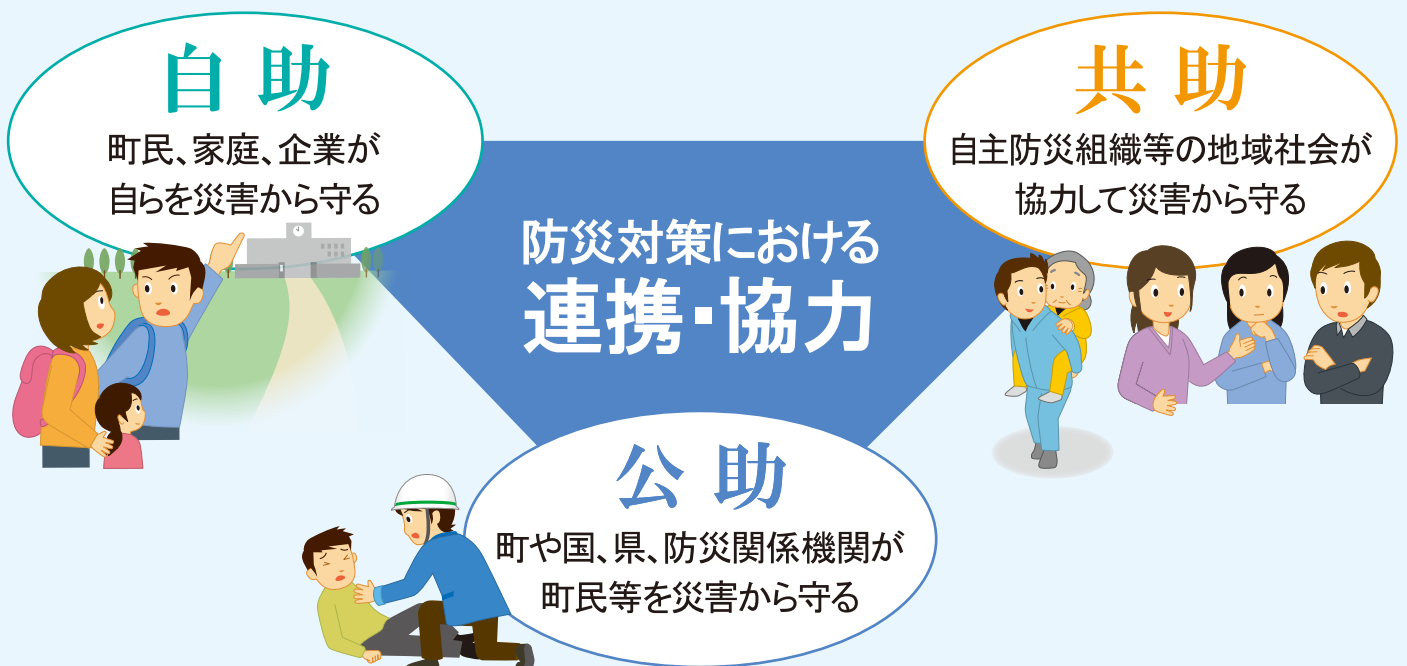 自助
町民、家庭、企業が
自らを災害から守る
共助
自主防災組織等の地域社会が
協力して災害から守る
防災対策における
連携・協力
公助
町や国、県、防災関係機関が
町民等を災害から守る